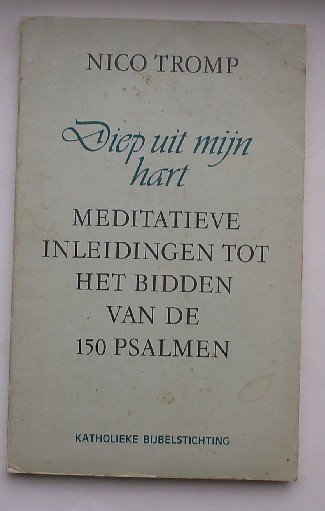 NICO TROMP
Diep uit mijn
hart
MEDITATIEVE
INLEIDINGEN TOT
HET BIDDEN
VAN DE
150 PSALMEN
KATHOLIEKE BIJBELSTICHTING